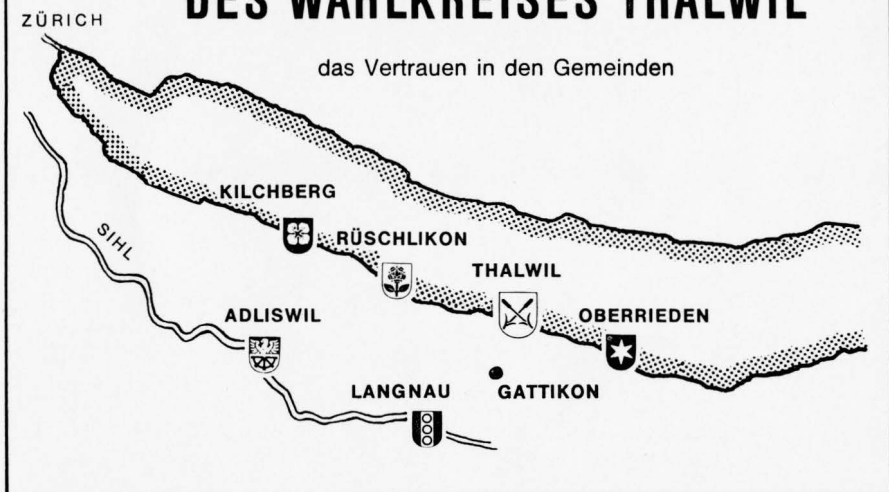 DES WAHLKREISES THALWIL
ZÜRICH
das Vertrauen in den Gemeinden
KILCHBERG
SIHL
RÜSCHLIKON
THALWIL
ADLISWIL
OBERRIEDEN
LANGNAU
GATTIKON